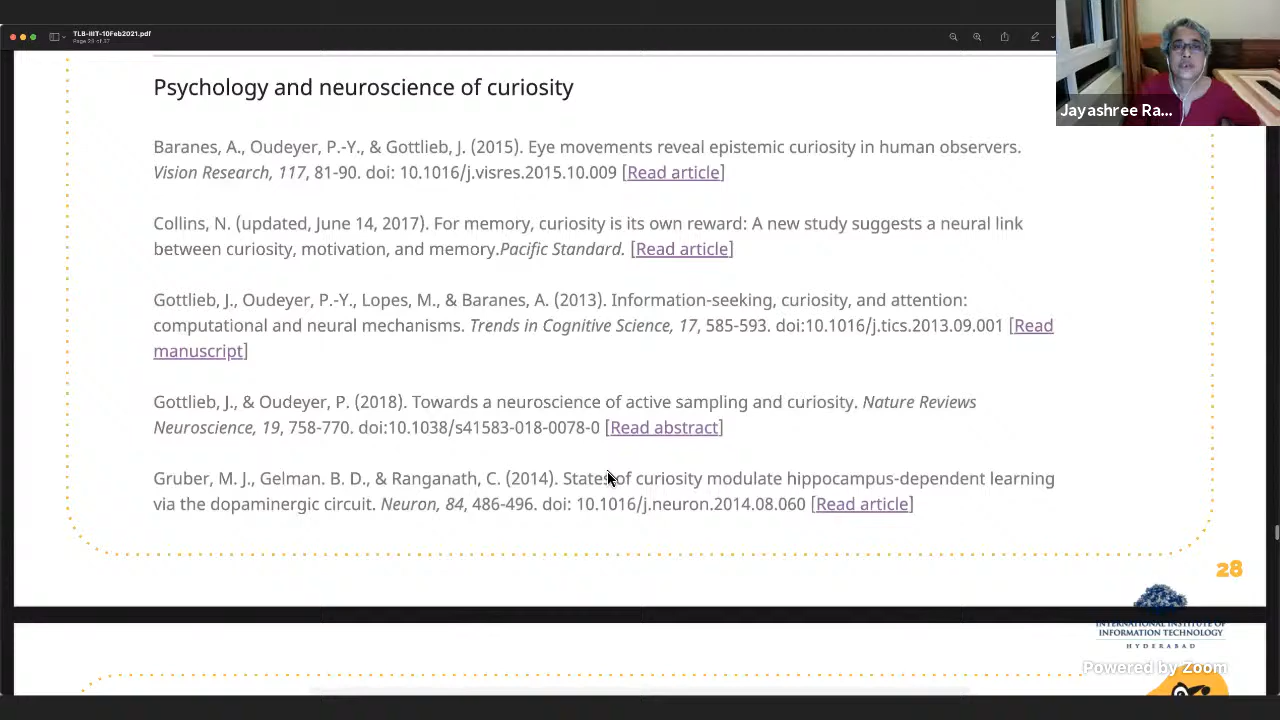 TLB-IIIT-10Feb2021.pdf
Page 28 of 37
Jayashree Ra...
Psychology and neuroscience of curiosity
Baranes, A., Oudeyer, P.-Y., & Gottlieb, J. (2015). Eye movements reveal epistemic curiosity in human observers.
Vision Research, 117, 81-90. doi: 10.1016/j.visres.2015.10.009 [Read article]
Collins, N. (updated, June 14, 2017). For memory, curiosity is its own reward: A new study suggests a neural link
between curiosity, motivation, and memory.Pacific Standard. [Read article]
Gottlieb, J., Oudeyer, P.-Y., Lopes, M., & Baranes, A. (2013). Information-seeking, curiosity, and attention:
computational and neural mechanisms. Trends in Cognitive Science, 17, 585-593. doi:10.1016/j.tics.2013.09.001 [Read
manuscript]
Gottlieb, J., & Oudeyer, P. (2018). Towards a neuroscience of active sampling and curiosity. Nature Reviews
Neuroscience, 19, 758-770. doi:10.1038/s41583-018-0078-0 [Read abstract]
Gruber, M. J., Gelman. B. D., & Ranganath, C. (2014). States of curiosity modulate hippocampus-dependent learning
via the dopaminergic circuit. Neuron, 84, 486-496. doi: 10.1016/j.neuron.2014.08.060 [Read article]
28
INTERNATIONAL INSTITUTE OF
INFORMATION TECHNOLOGY
HYDERABAD
Powered by Zoom